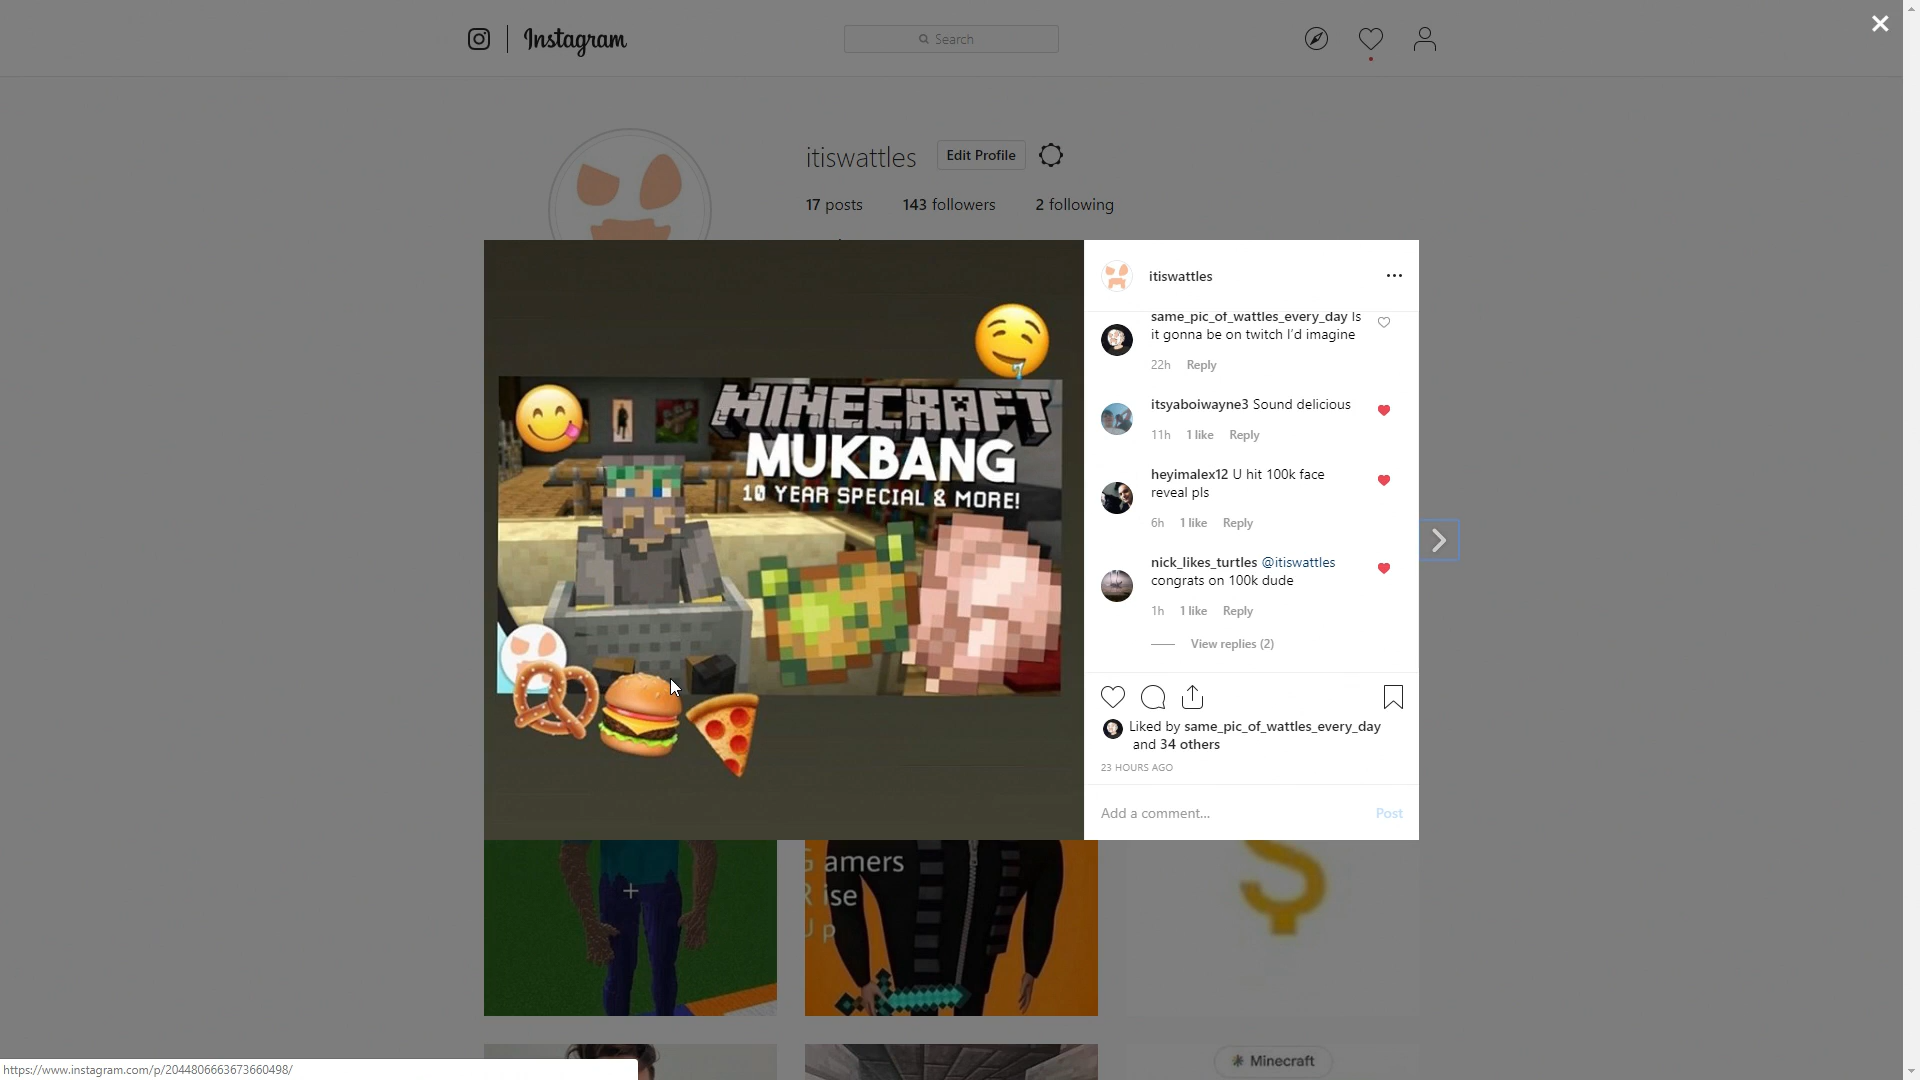 Instagram
Search
itiswattles
Edit Profile
17 posts
143 followers
2 following
MINECRAFT
MUKBANG
10 YEAR SPECIAL & MORE!
itiswattles
same_pic_of_wattles_every_day Is
it gonna be on twitch I'd imagine
22h Reply
itsyaboiwayne3 Sound delicious
11h 1 like Reply
heyimalex12 U hit 100k face
reveal pls
6h 1 like Reply
nick_likes_turtles @itiswattles
congrats on 100k dude
1h 1 like Reply
View replies (2)
Liked by same_pic_of_wattles_every_day
and 34 others
23 HOURS AGO
Add a comment...
Post
Gamers
Rise
Up
Minecraft
https://www.instagram.com/p/2044806663673660498/